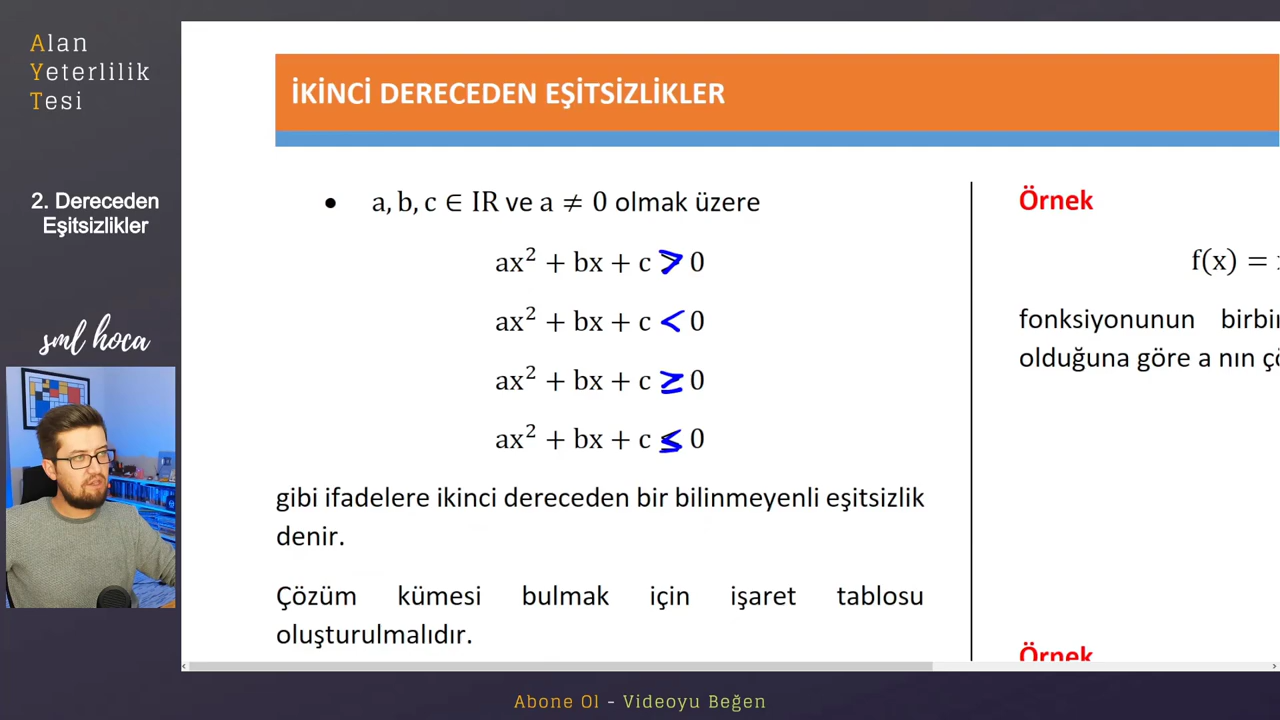 Alan
Yeterlilik
Tesi
2. Dereceden
Eşitsizlikler
sml hoca
İKİNCİ DERECEDEN EŞİTSİZLİKLER
• a, b, c ∈ IR ve a ≠ 0 olmak üzere
ax² + bx + c > 0
ax² + bx + c < 0
ax² + bx + c ≥ 0
ax² + bx + c ≤ 0
gibi ifadelere ikinci dereceden bir bilinmeyenli eşitsizlik
denir.
Çözüm kümesi bulmak için işaret tablosu
oluşturulmalıdır.
Örnek
f(x) =
fonksiyonunun
olduğuna göre a nın
Örnek
Abone Ol - Videoyu Beğen